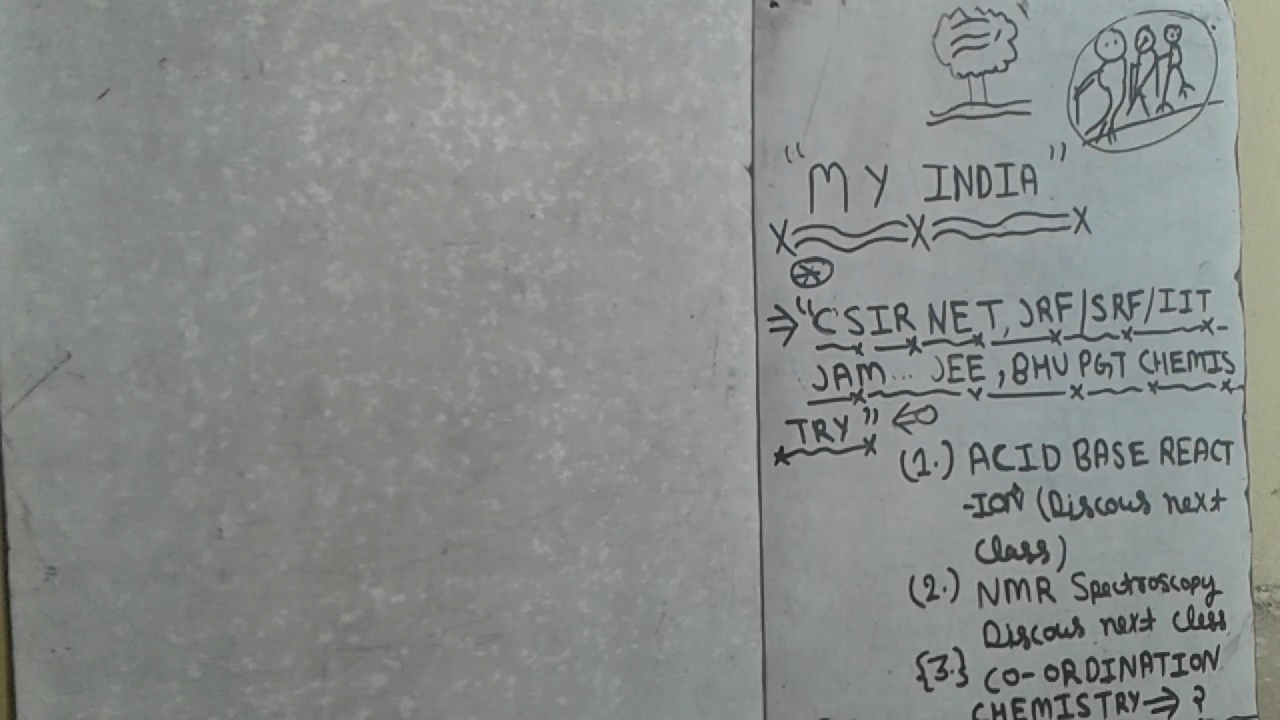 "MY INDIA"
⇒ "CSIR NET, JRF/SRF/IIT
JAM... JEE, BHU PGT CHEMIS
TRY"
(1.) ACID BASE REACT
-ION (Discous next
Class)
(2.) NMR Spectroscopy
Discous next Class
{3.} CO-ORDINATION
CHEMISTRY ⇒ ?